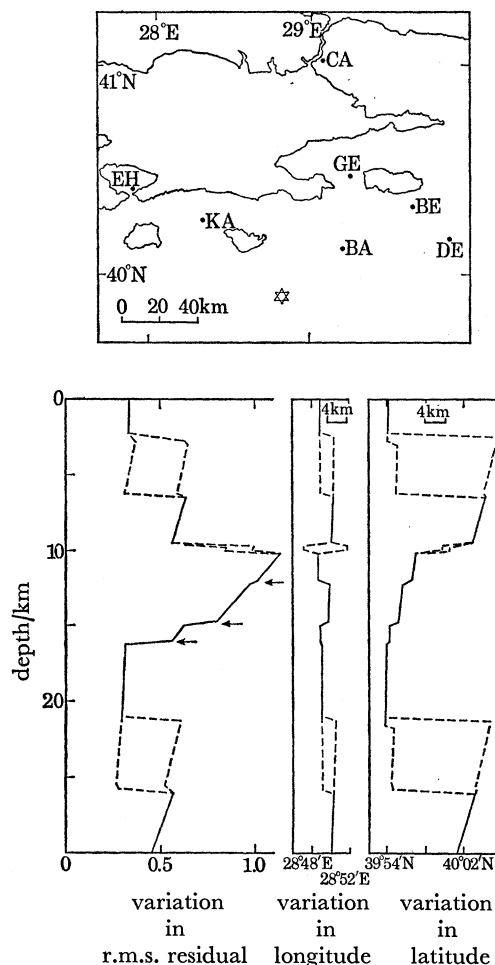 28°E
29°E
CA
41°N
GE
EH
BE
KA
BA
DE
40°N
0 20 40km
0
4km
4km
10
depth/km
20
0 0.5 1.0 28°48′E 39°54′N 40°02′N
28°52′E
variation variation variation
in in in
r.m.s. residual longitude latitude